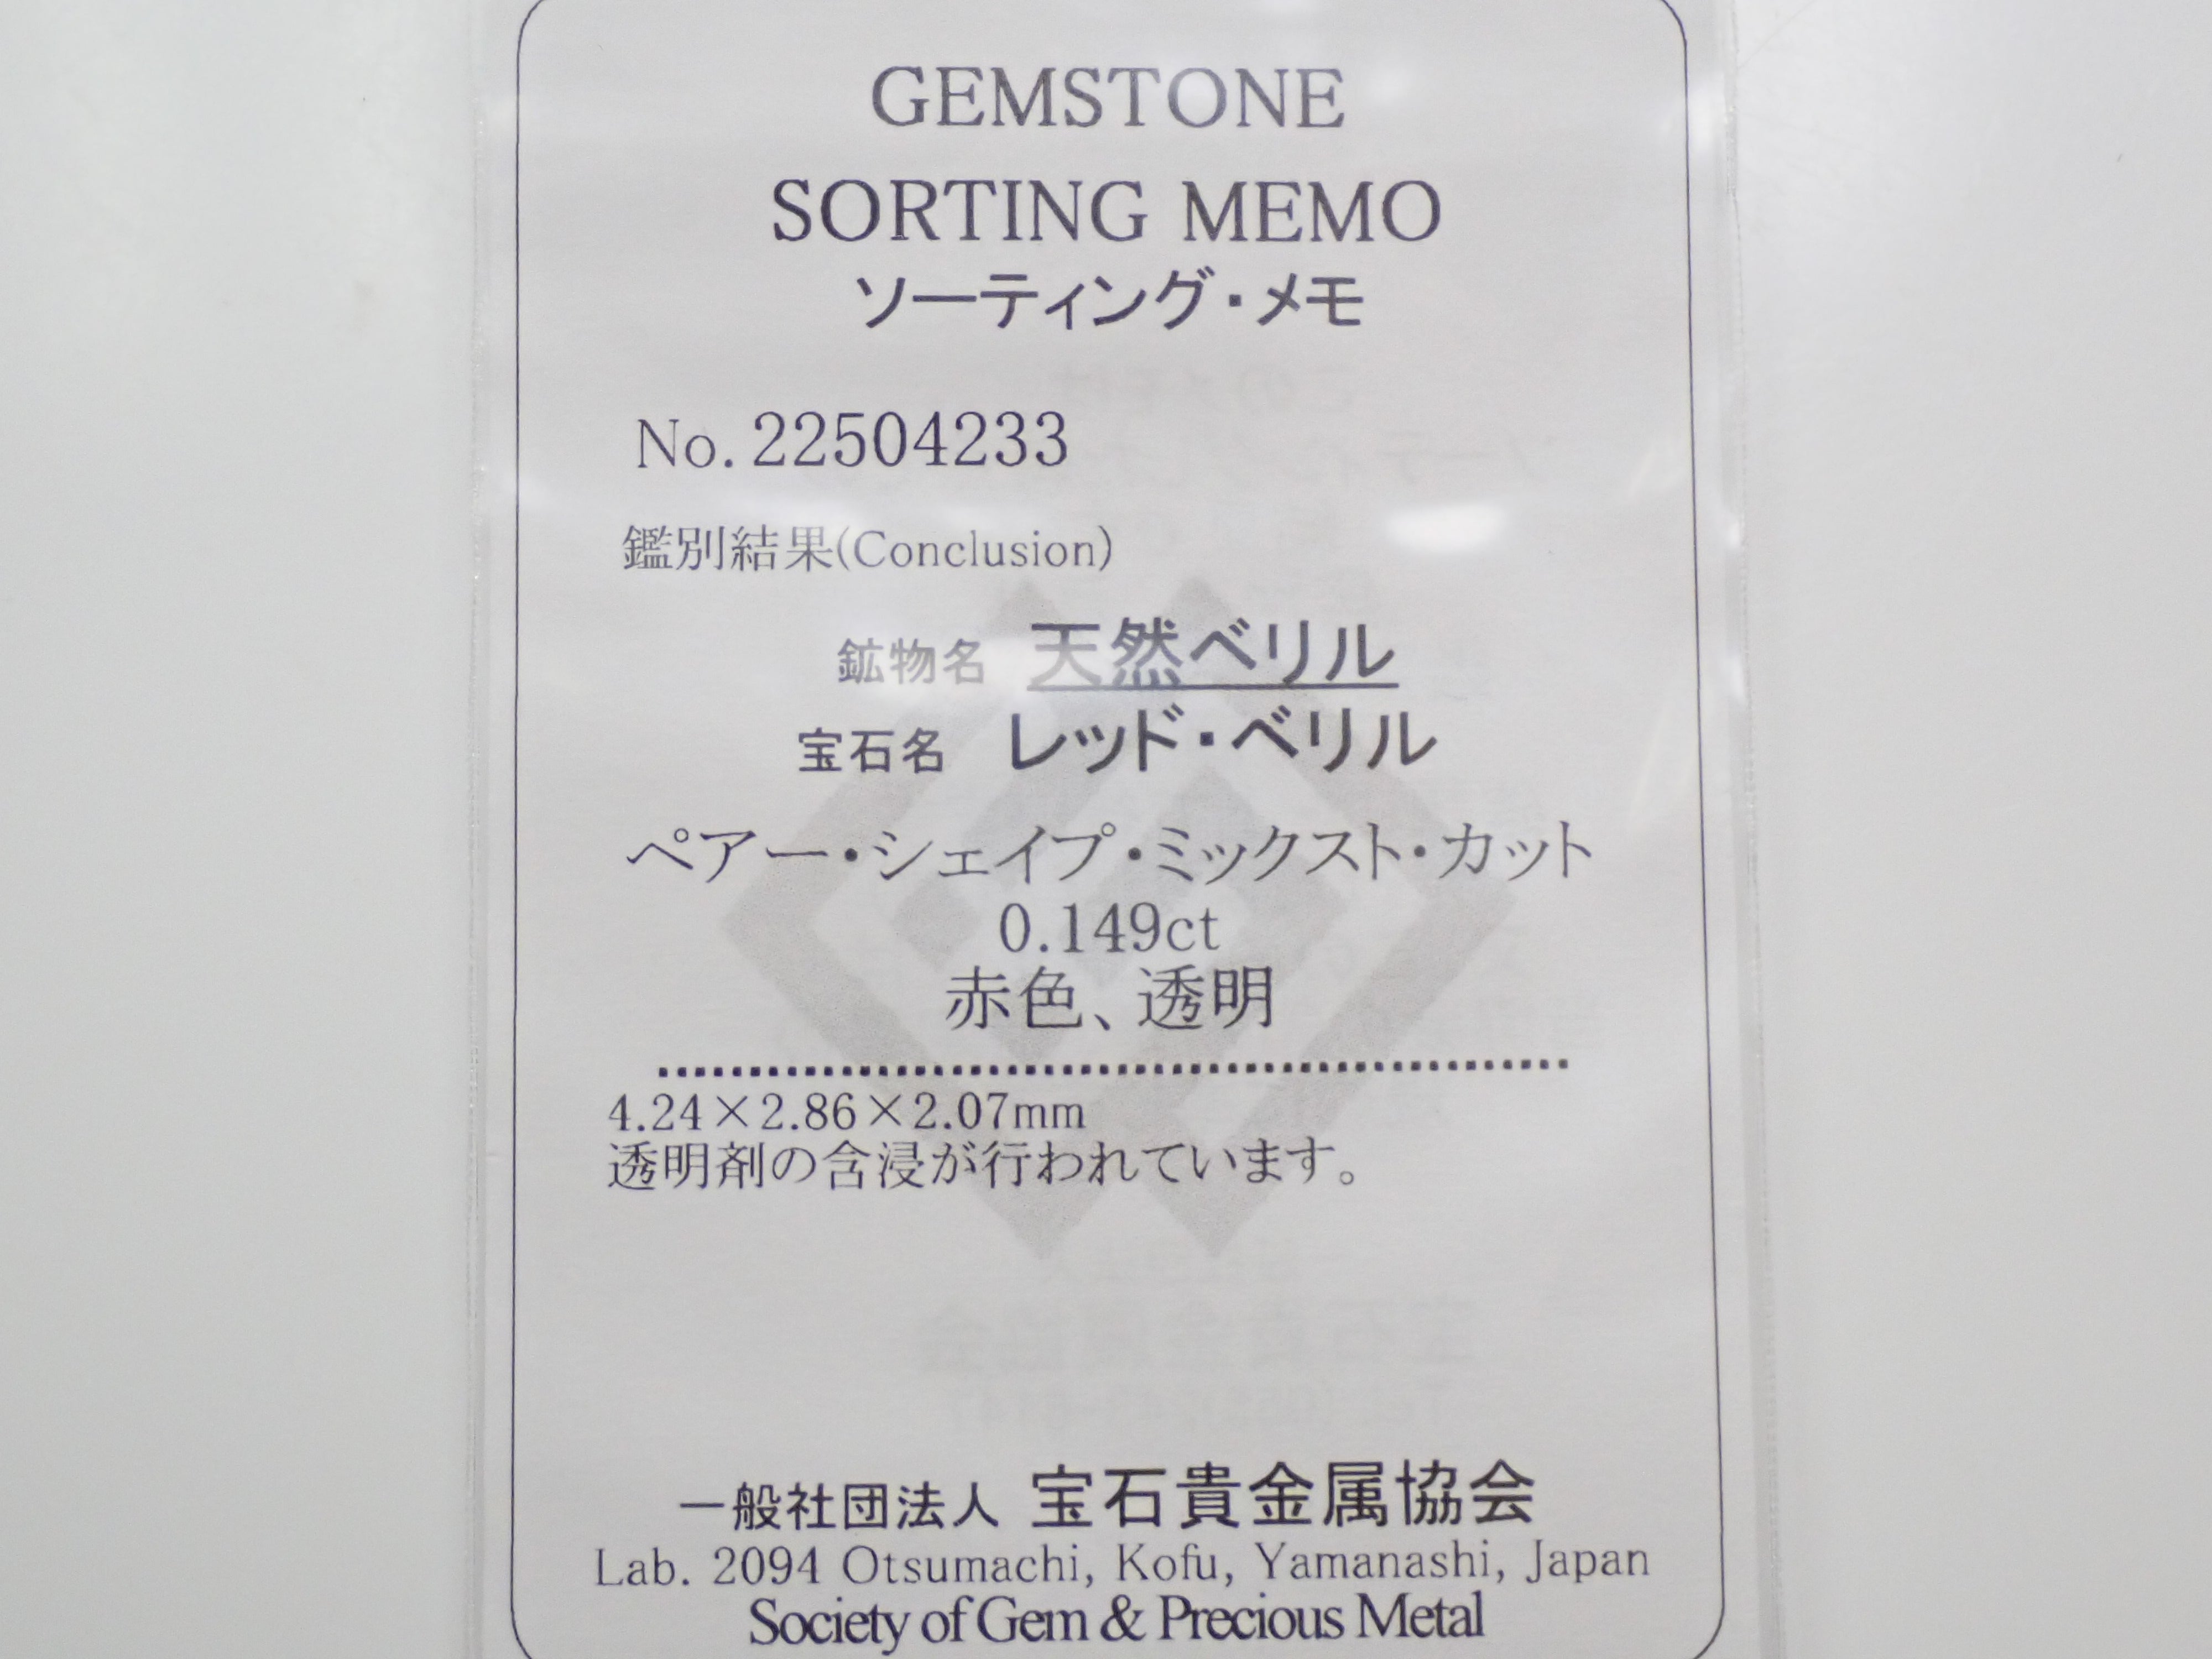 GEMSTONE
SORTING MEMO
ソーティング・メモ
No. 22504233
鑑別結果(Conclusion)
鉱物名 天然ベリル
宝石名 レッド・ベリル
ペアー・シェイプ・ミックスト・カット
0.149ct
赤色、透明
4.24×2.86×2.07mm
透明剤の含浸が行われています。
一般社団法人 宝石貴金属協会
Lab. 2094 Otsumachi, Kofu, Yamanashi, Japan
Society of Gem & Precious Metal